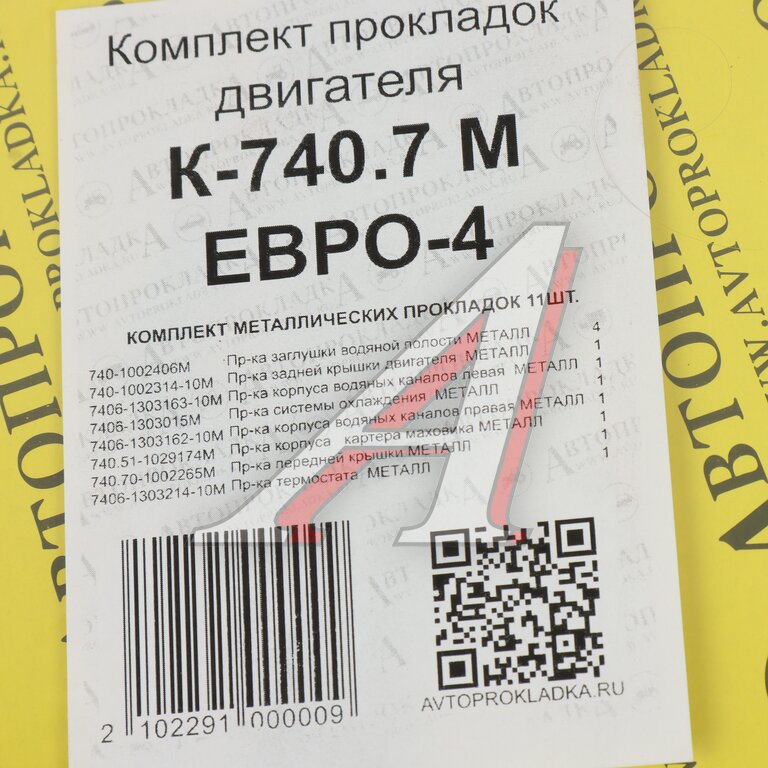 Комплект прокладок
двигателя
К-740.7 М
ЕВРО-4
КОМПЛЕКТ МЕТАЛЛИЧЕСКИХ ПРОКЛАДОК 11ШТ.
740-1002406М Пр-ка заглушки водяной полости МЕТАЛЛ 4
740-1002314-10М Пр-ка задней крышки двигателя МЕТАЛЛ 1
7406-1303163-10М Пр-ка корпуса водяных каналов левая МЕТАЛЛ 1
7406-1303015М Пр-ка системы охлаждения МЕТАЛЛ 1
7406-1303162-10М Пр-ка корпуса водяных каналов правая МЕТАЛЛ 1
740.51-1029174М Пр-ка корпуса картера маховика МЕТАЛЛ 1
740.70-1002265М Пр-ка передней крышки МЕТАЛЛ 1
7406-1303214-10М Пр-ка термостата МЕТАЛЛ 1
2 102291 000009
AVTOPROKLADKA.RU